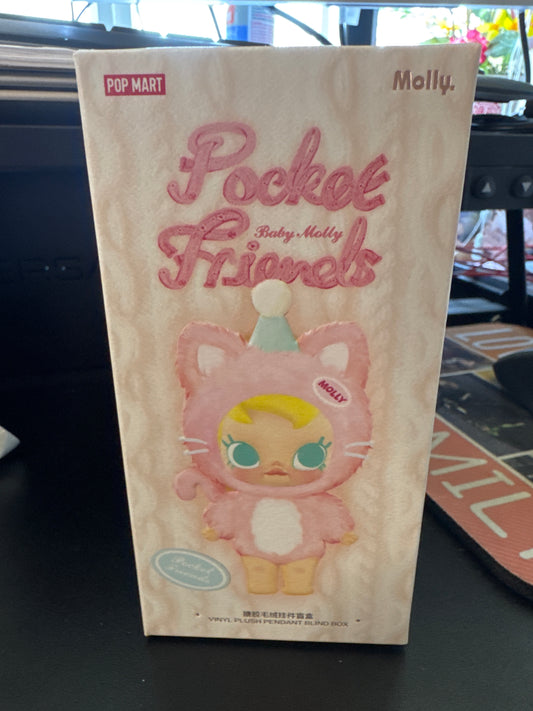 POP MART
Molly.
Pocket
Baby Molly
Friends
MOLLY
Pocket
Friends
搪胶毛绒挂件盲盒
VINYL PLUSH PENDANT BLIND BOX
MIL